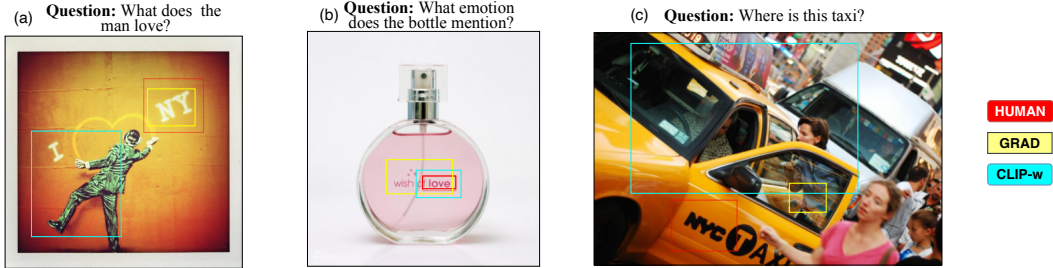 (a)
Question: What does the
man love?
I
NY
(b)
Question: What emotion
does the bottle mention?
wish of love
(c)
Question: Where is this taxi?
NYC TAXI
HUMAN
GRAD
CLIP-w